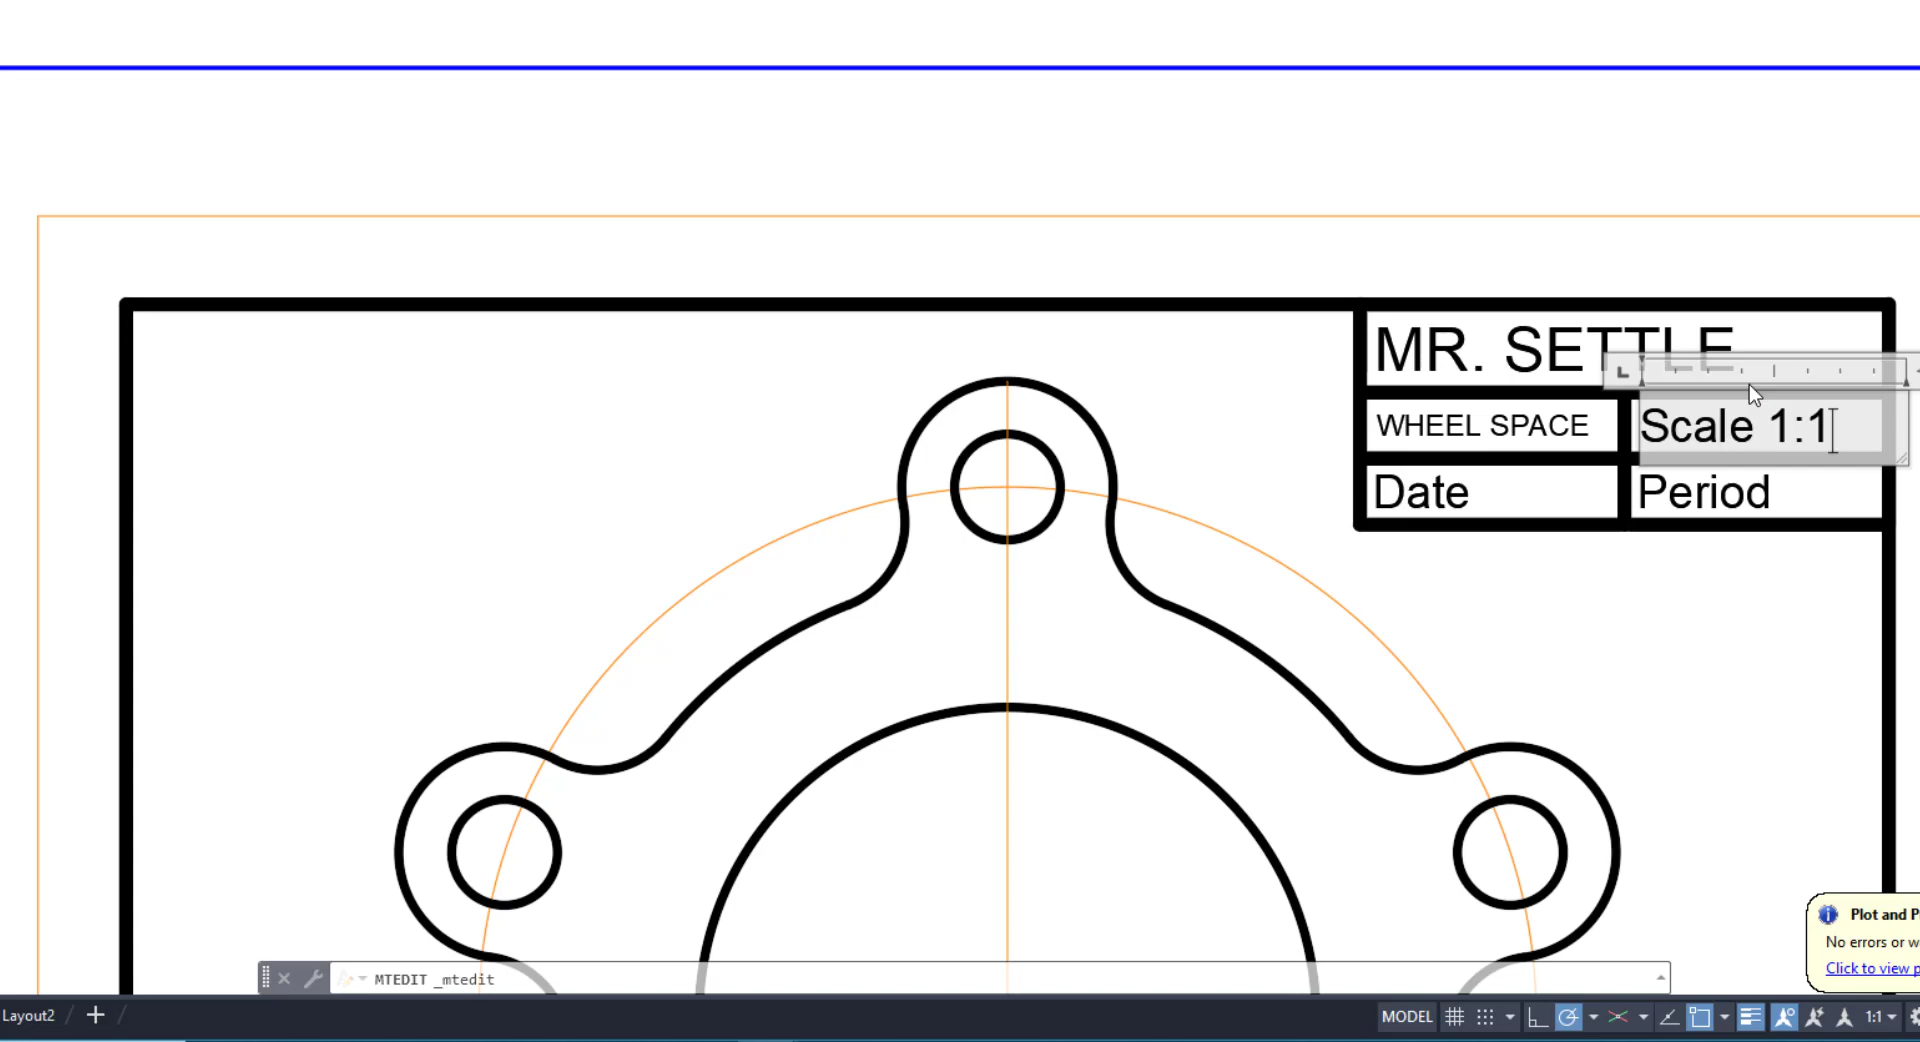 MR. SETTLE
WHEEL SPACE
Scale 1:1
Date
Period
Plot and
No errors or
Click to view
MTEDIT _mtedit
Layout2
MODEL
1:1